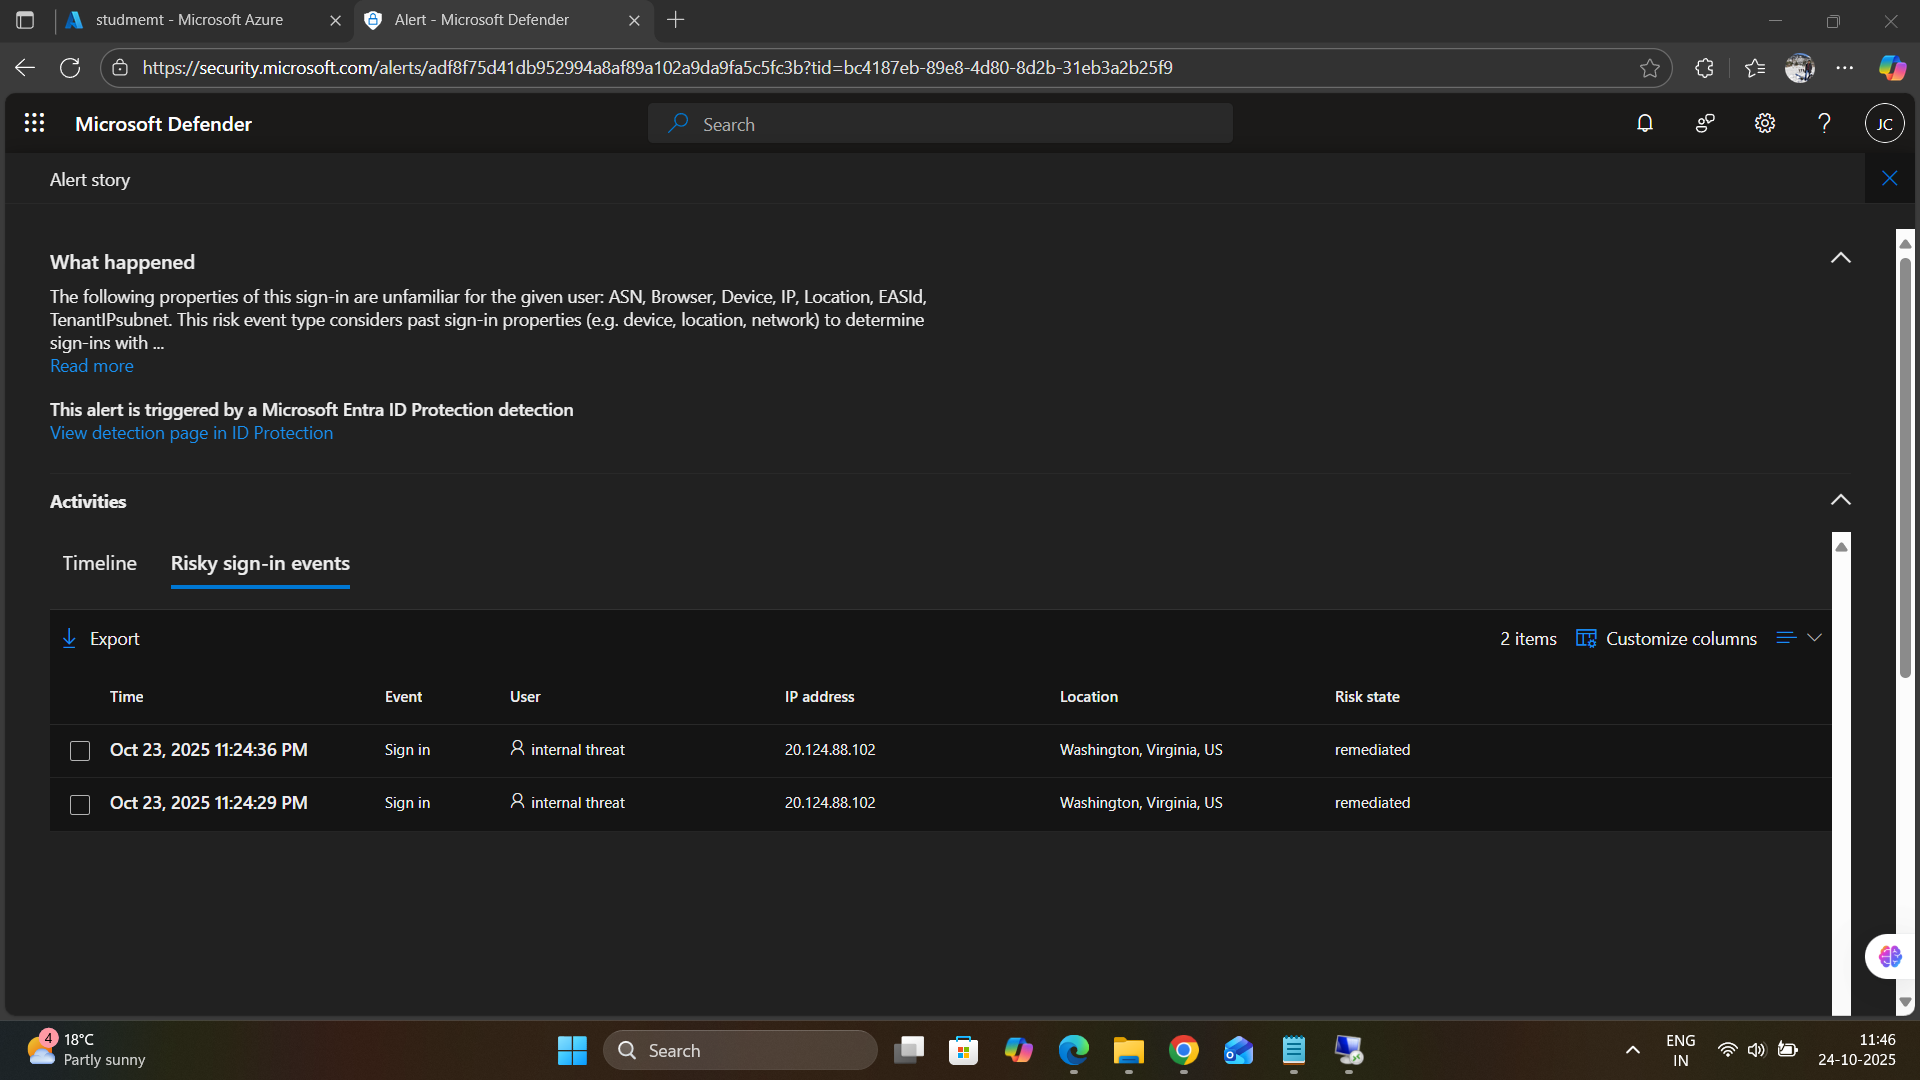 studmemt - Microsoft Azure
Alert - Microsoft Defender
https://security.microsoft.com/alerts/adf8f75d41db952994a8af89a102a9da9fa5c5fc3b?tid=bc4187eb-89e8-4d80-8d2b-31eb3a2b25f9
Microsoft Defender
Search
JC
Alert story
What happened
The following properties of this sign-in are unfamiliar for the given user: ASN, Browser, Device, IP, Location, EASId,
TenantIPsubnet. This risk event type considers past sign-in properties (e.g. device, location, network) to determine
sign-ins with ...
Read more
This alert is triggered by a Microsoft Entra ID Protection detection
View detection page in ID Protection
Activities
Timeline Risky sign-in events
Export 2 items Customize columns
Time Event User IP address Location Risk state
Oct 23, 2025 11:24:36 PM Sign in internal threat 20.124.88.102 Washington, Virginia, US remediated
Oct 23, 2025 11:24:29 PM Sign in internal threat 20.124.88.102 Washington, Virginia, US remediated
4
18°C
Partly sunny
Search
ENG
IN
11:46
24-10-2025